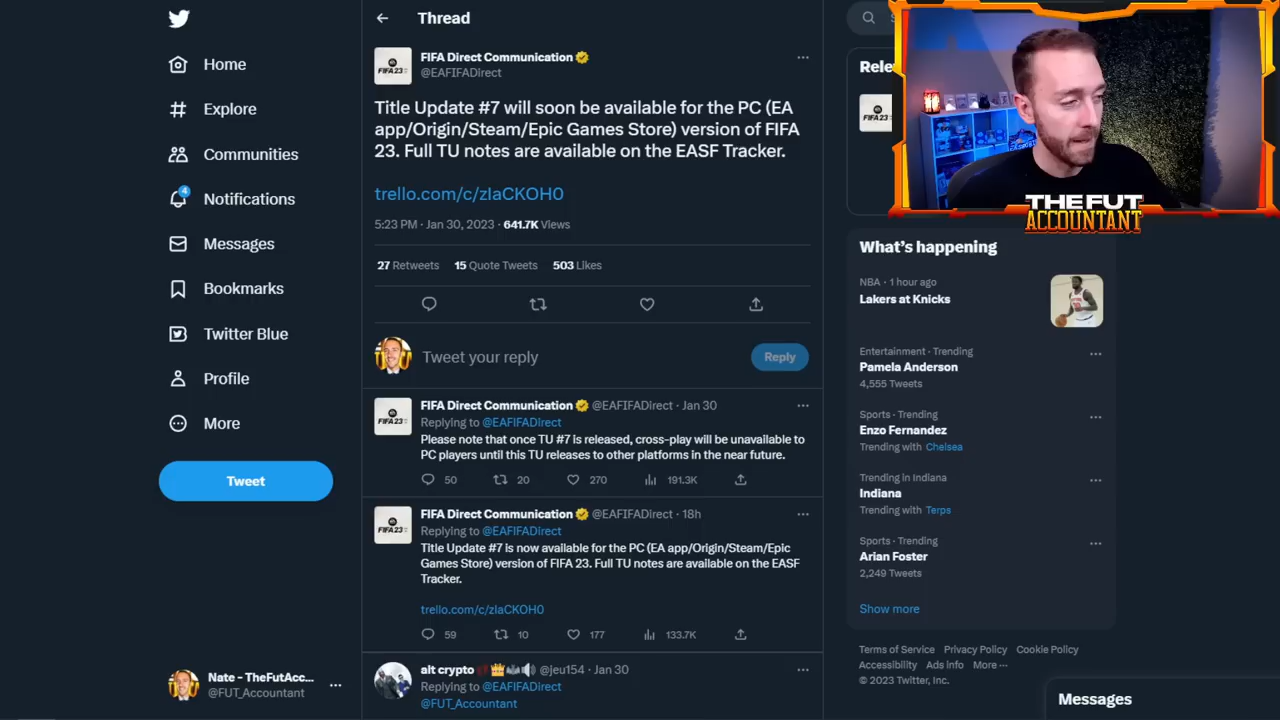 Home
Explore
Communities
4
Notifications
Messages
Bookmarks
Twitter Blue
Profile
More
Tweet
Nate - TheFutAcc...
@FUT_Accountant
Thread
FIFA 23
FIFA Direct Communication
@EAFIFADirect
Title Update #7 will soon be available for the PC (EA
app/Origin/Steam/Epic Games Store) version of FIFA
23. Full TU notes are available on the EASF Tracker.
trello.com/c/zIaCKOH0
5:23 PM · Jan 30, 2023 · 641.7K Views
27 Retweets 15 Quote Tweets 503 Likes
Tweet your reply
Reply
FIFA 23
FIFA Direct Communication @EAFIFADirect · Jan 30
Replying to @EAFIFADirect
Please note that once TU #7 is released, cross-play will be unavailable to
PC players until this TU releases to other platforms in the near future.
50 20 270 191.3K
FIFA 23
FIFA Direct Communication @EAFIFADirect · 18h
Replying to @EAFIFADirect
Title Update #7 is now available for the PC (EA app/Origin/Steam/Epic
Games Store) version of FIFA 23. Full TU notes are available on the EASF
Tracker.
trello.com/c/zIaCKOH0
59 10 177 133.7K
alt crypto @jeu154 · Jan 30
Replying to @EAFIFADirect
@FUT_Accountant
FIFA 23
THE FUT
ACCOUNTANT
What's happening
NBA · 1 hour ago
Lakers at Knicks
Entertainment · Trending
Pamela Anderson
4,555 Tweets
Sports · Trending
Enzo Fernandez
Trending with Chelsea
Trending in Indiana
Indiana
Trending with Terps
Sports · Trending
Arian Foster
2,249 Tweets
Show more
Terms of Service Privacy Policy Cookie Policy
Accessibility Ads info More ···
© 2023 Twitter, Inc.
Messages